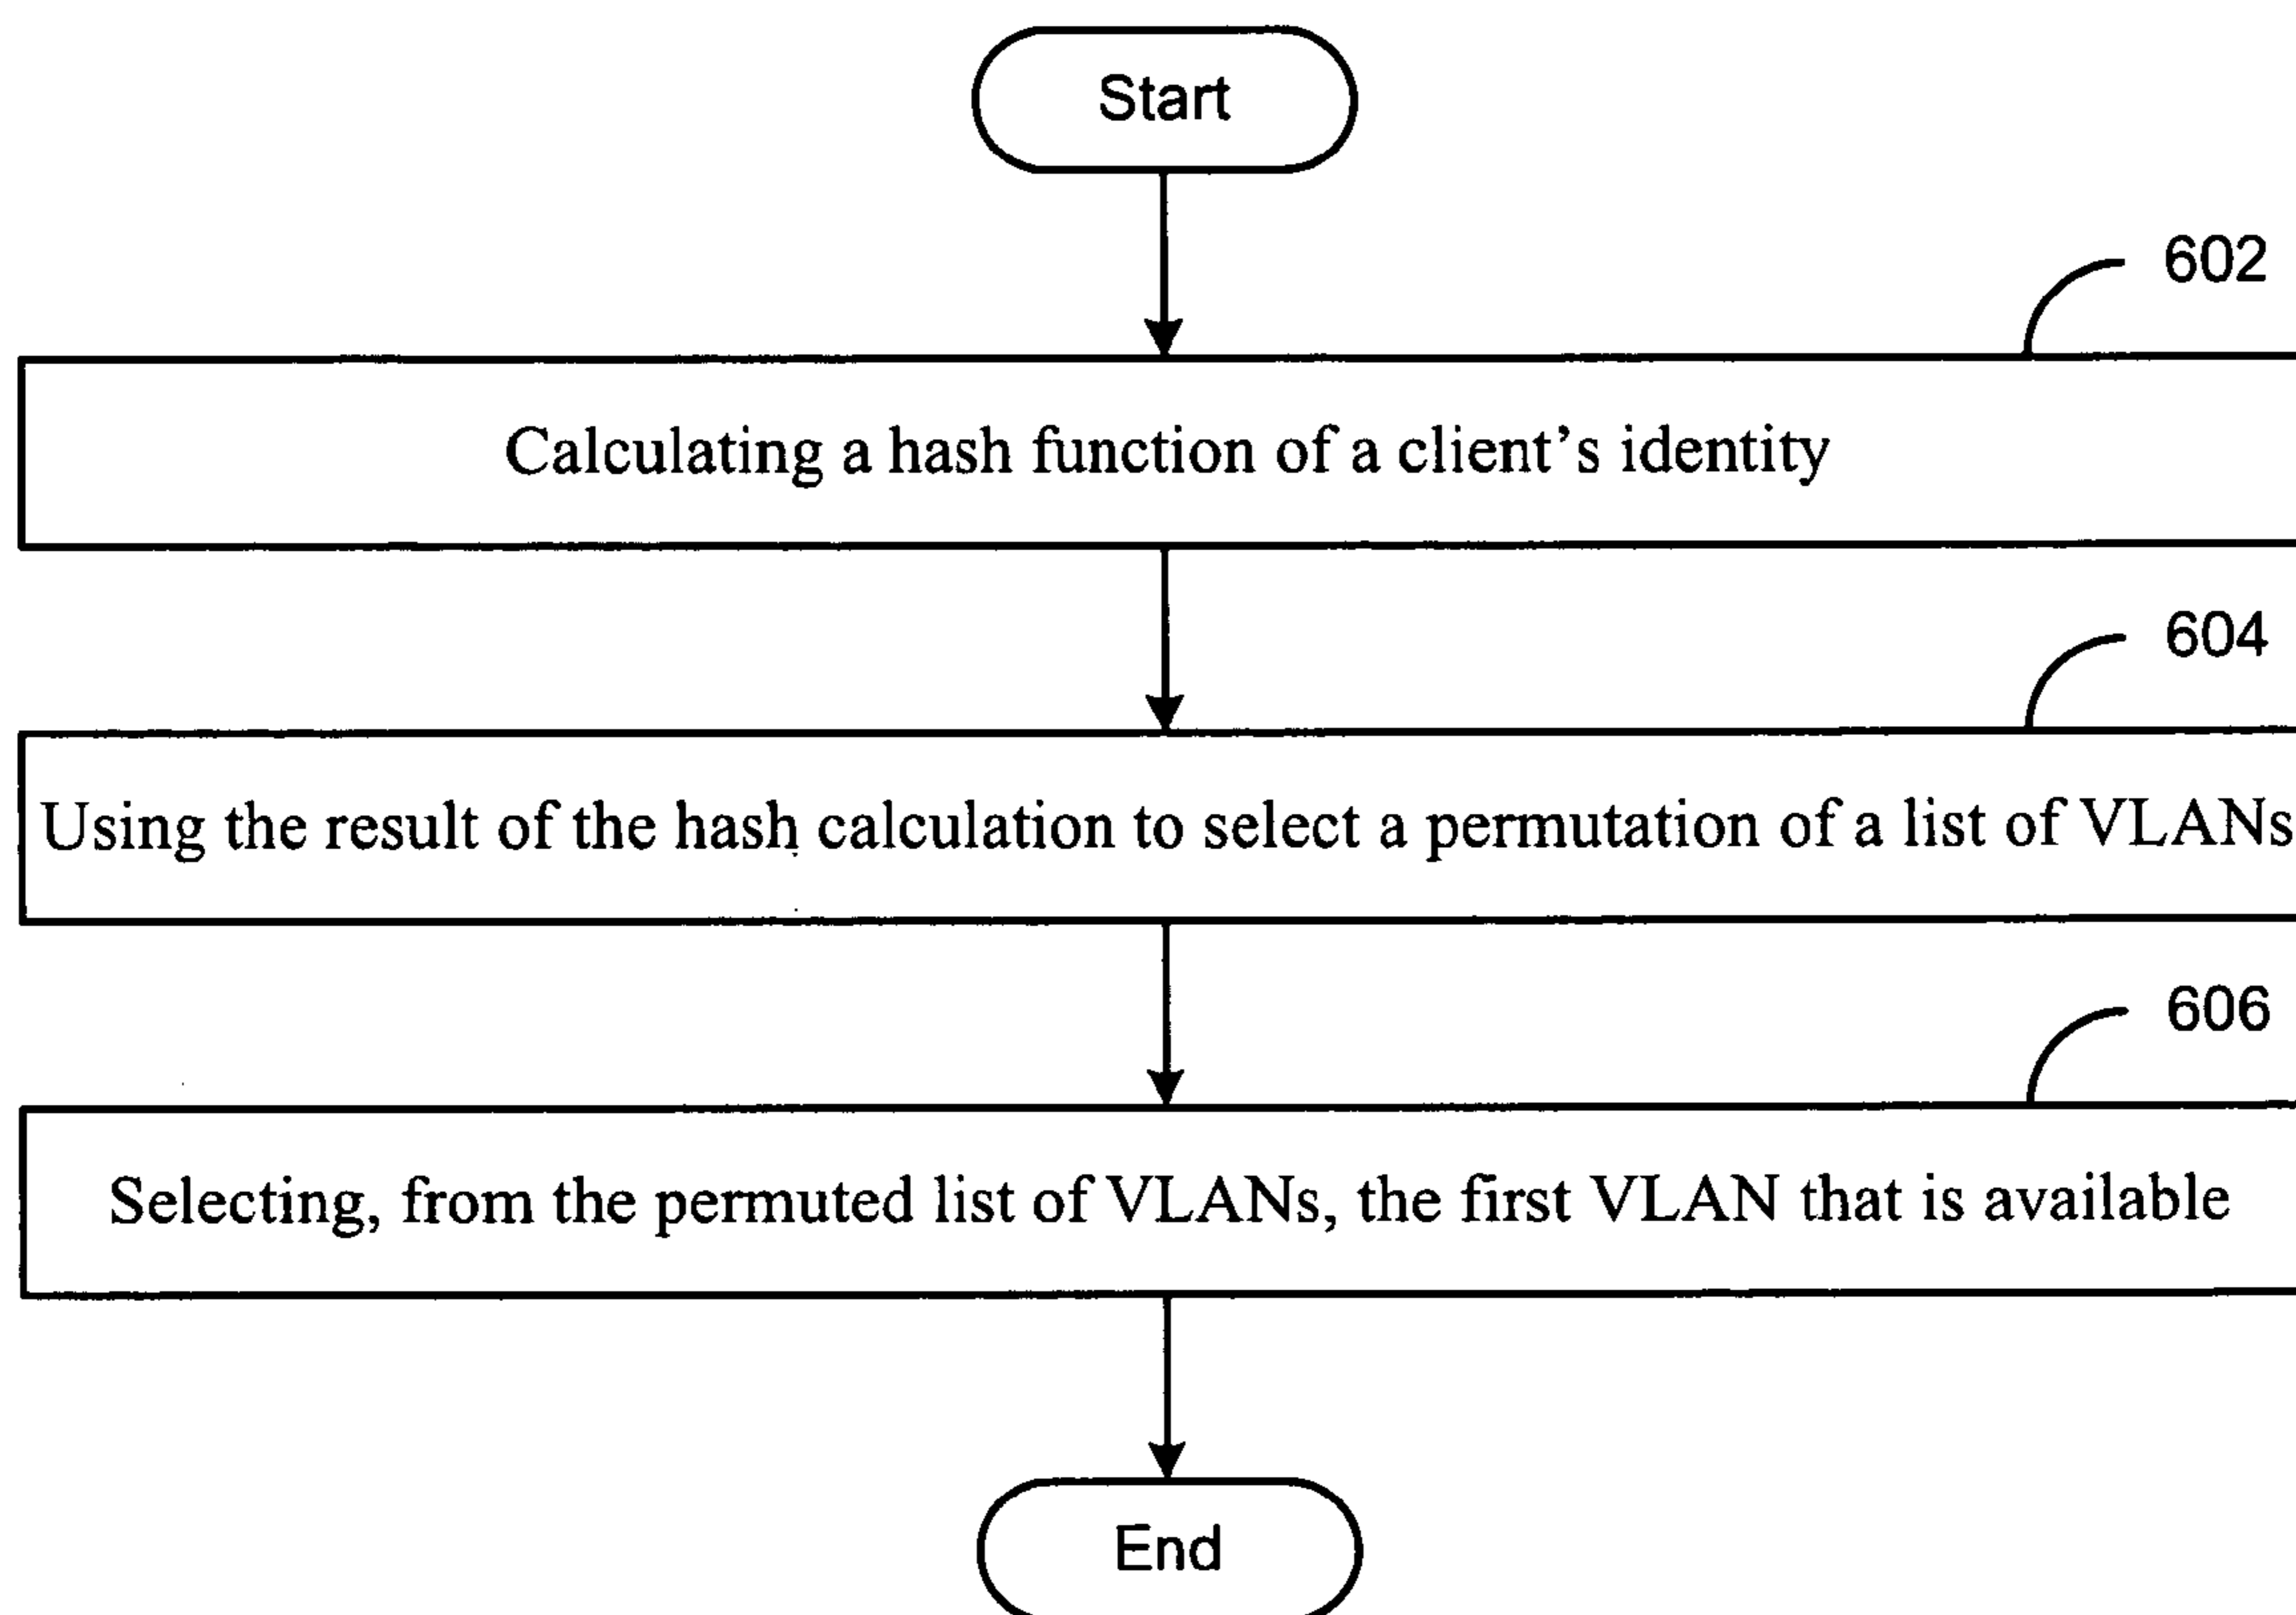 Start
602
Calculating a hash function of a client’s identity
604
Using the result of the hash calculation to select a permutation of a list of VLANs
606
Selecting, from the permuted list of VLANs, the first VLAN that is available
End